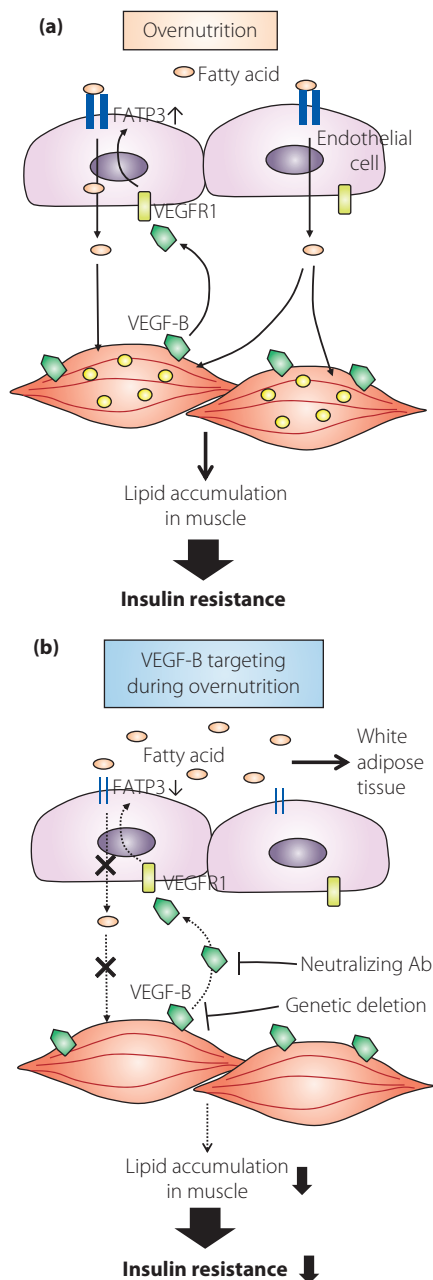 (a)
Overnutrition
Fatty acid
FATP3 ↑
Endothelial
cell
VEGFR1
VEGF-B
Lipid accumulation
in muscle
Insulin resistance
(b)
VEGF-B targeting
during overnutrition
Fatty acid
White
adipose
tissue
FATP3 ↓
VEGFR1
Neutralizing Ab
VEGF-B
Genetic deletion
Lipid accumulation
in muscle
Insulin resistance